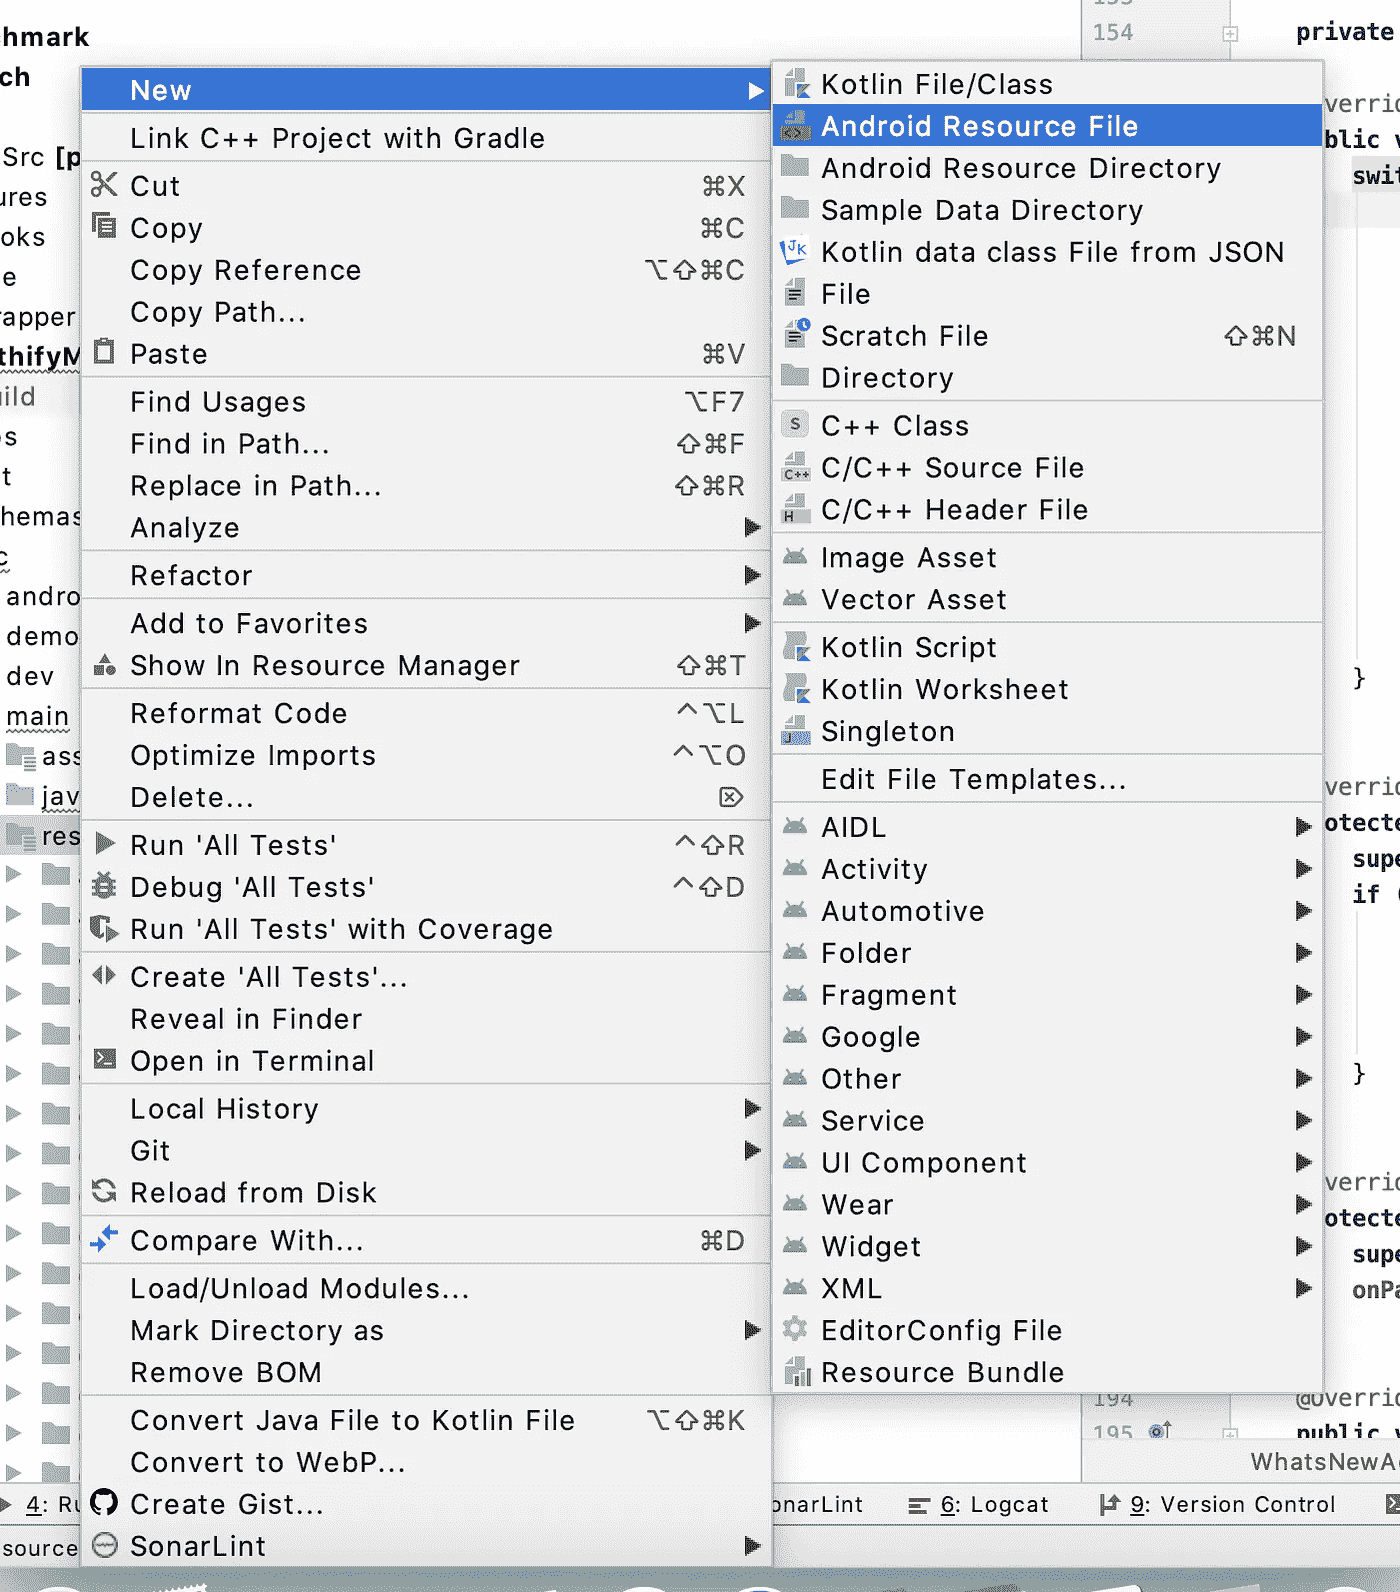 hmark
ch
Src [p
ures
oks
e
rapper
thifyM
ild
s
t
hemas
c
andro
demo
dev
main
ass
jav
res
New
Link C++ Project with Gradle
Cut ⌘X
Copy ⌘C
Copy Reference ⌥⇧⌘C
Copy Path...
Paste ⌘V
Find Usages ⌥F7
Find in Path... ⇧⌘F
Replace in Path... ⇧⌘R
Analyze
Refactor
Add to Favorites
Show In Resource Manager ⇧⌘T
Reformat Code ^⌥L
Optimize Imports ^⌥O
Delete... ⌦
Run 'All Tests' ^⇧R
Debug 'All Tests' ^⇧D
Run 'All Tests' with Coverage
Create 'All Tests'...
Reveal in Finder
Open in Terminal
Local History
Git
Reload from Disk
Compare With... ⌘D
Load/Unload Modules...
Mark Directory as
Remove BOM
Convert Java File to Kotlin File ⌥⇧⌘K
Convert to WebP...
Create Gist...
SonarLint
Kotlin File/Class
Android Resource File
Android Resource Directory
Sample Data Directory
Kotlin data class File from JSON
File
Scratch File ⇧⌘N
Directory
C++ Class
C/C++ Source File
C/C++ Header File
Image Asset
Vector Asset
Kotlin Script
Kotlin Worksheet
Singleton
Edit File Templates...
AIDL
Activity
Automotive
Folder
Fragment
Google
Other
Service
UI Component
Wear
Widget
XML
EditorConfig File
Resource Bundle
154 private
verrid
blic v
swit
}
verrid
otecte
supe
if (
}
verrid
otecte
supe
onPa
194 @Overrid
195 public v
WhatsNewA
4: Ru
onarLint
6: Logcat
9: Version Control
source